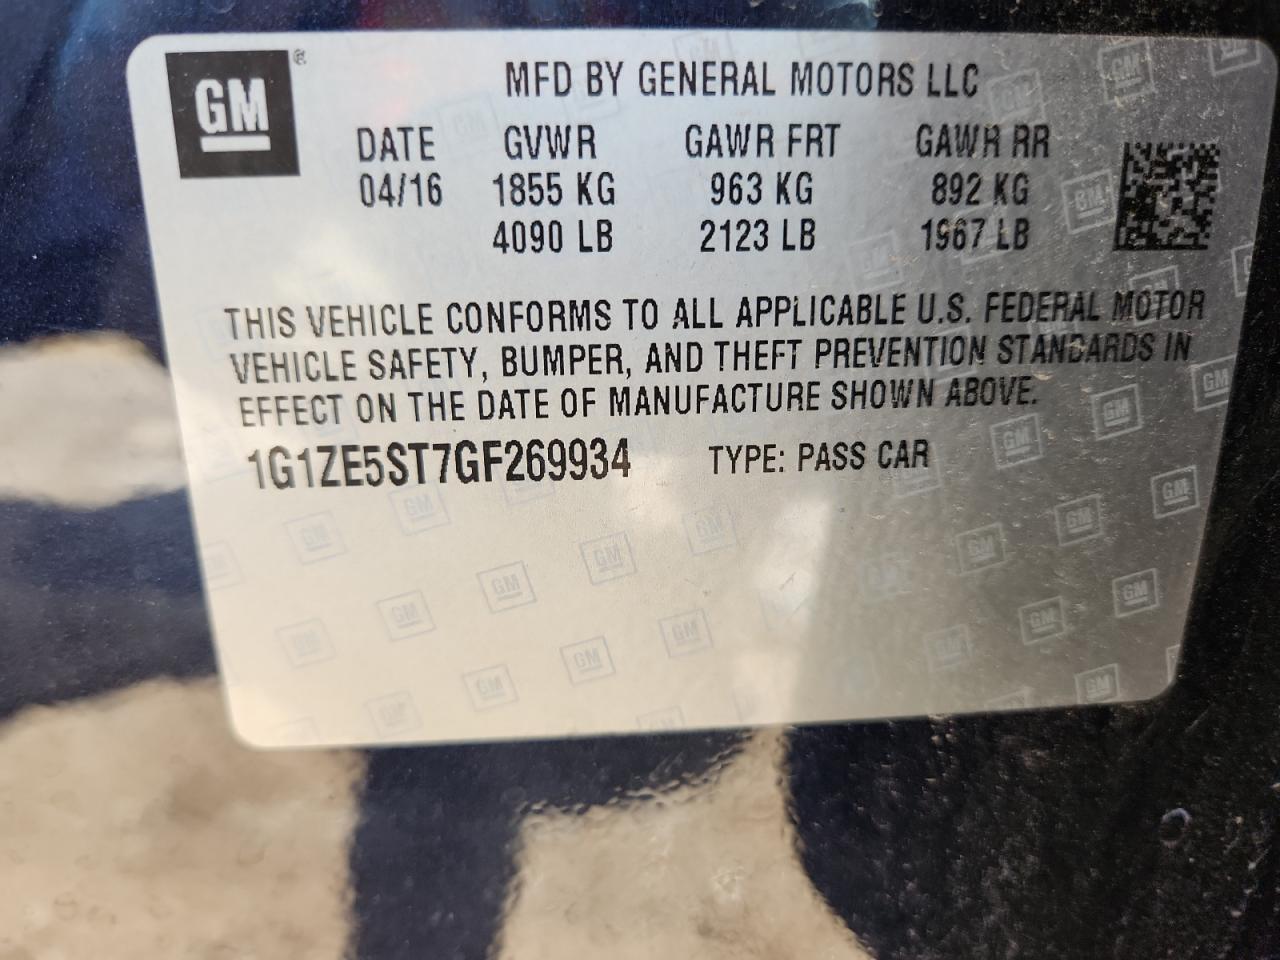 GM ®
MFD BY GENERAL MOTORS LLC
DATE GVWR GAWR FRT GAWR RR
04/16 1855 KG 963 KG 892 KG
4090 LB 2123 LB 1967 LB
THIS VEHICLE CONFORMS TO ALL APPLICABLE U.S. FEDERAL MOTOR
VEHICLE SAFETY, BUMPER, AND THEFT PREVENTION STANDARDS IN
EFFECT ON THE DATE OF MANUFACTURE SHOWN ABOVE.
1G1ZE5ST7GF269934 TYPE: PASS CAR